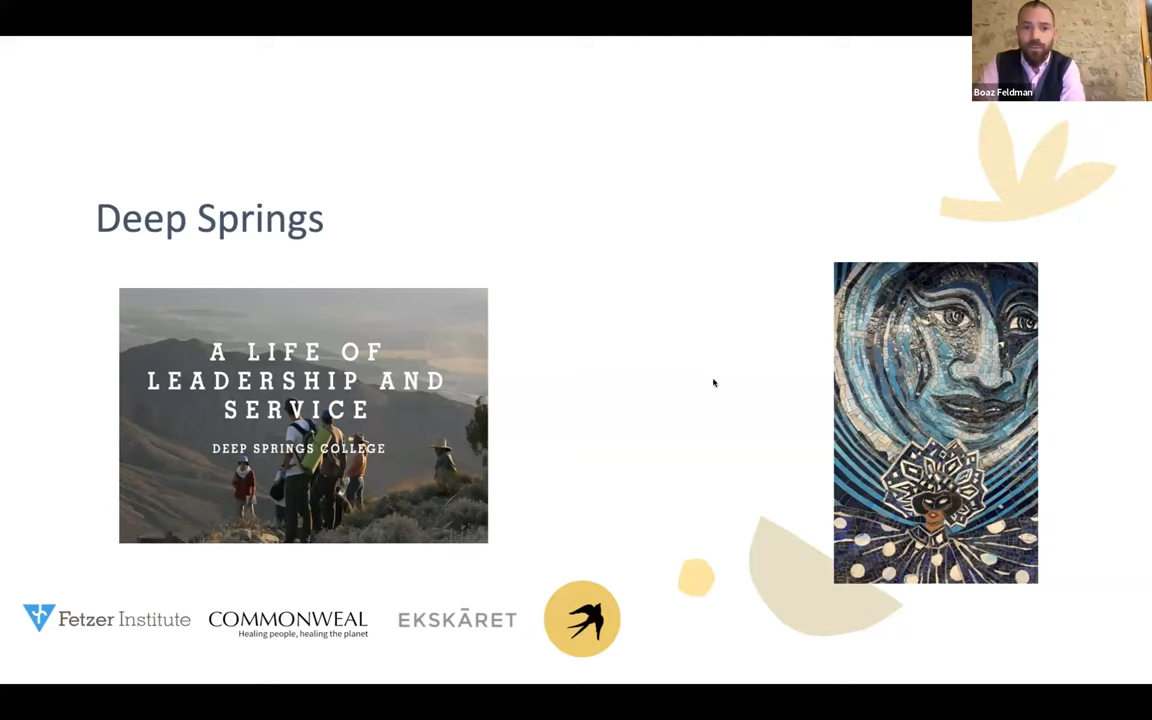 Boaz Feldman
Deep Springs
A LIFE OF
LEADERSHIP AND
SERVICE
DEEP SPRINGS COLLEGE
Fetzer Institute
COMMONWEAL
Healing people, healing the planet
EKSKÄRET